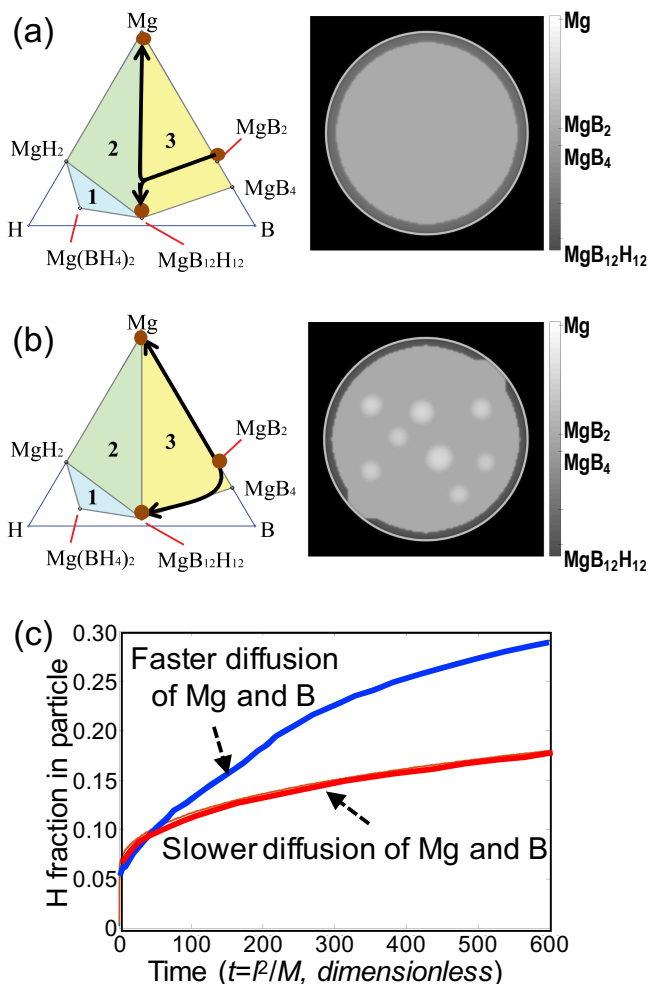 (a)
Mg
MgH₂
2
3
MgB₂
1
MgB₄
H
B
Mg(BH₄)₂
MgB₁₂H₁₂
Mg
MgB₂
MgB₄
MgB₁₂H₁₂
(b)
Mg
MgH₂
2
3
MgB₂
1
MgB₄
H
B
Mg(BH₄)₂
MgB₁₂H₁₂
Mg
MgB₂
MgB₄
MgB₁₂H₁₂
(c)
H fraction in particle
0.30
0.25
0.20
0.15
0.10
0.05
0
Faster diffusion
of Mg and B
Slower diffusion of Mg and B
0 100 200 300 400 500 600
Time (t=l²/M, dimensionless)